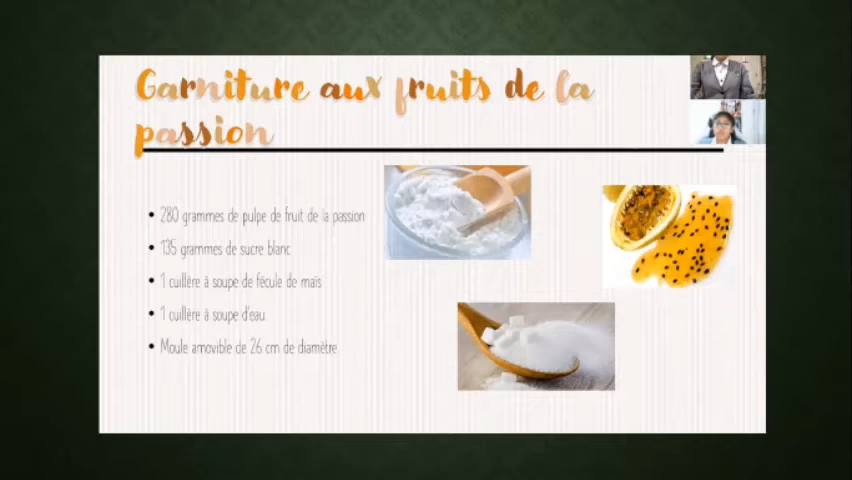 Garniture aux fruits de la
passion
• 280 grammes de pulpe de fruit de la passion
• 135 grammes de sucre blanc
• 1 cuillère à soupe de fécule de maïs
• 1 cuillère à soupe d'eau
• Moule amovible de 26 cm de diamètre